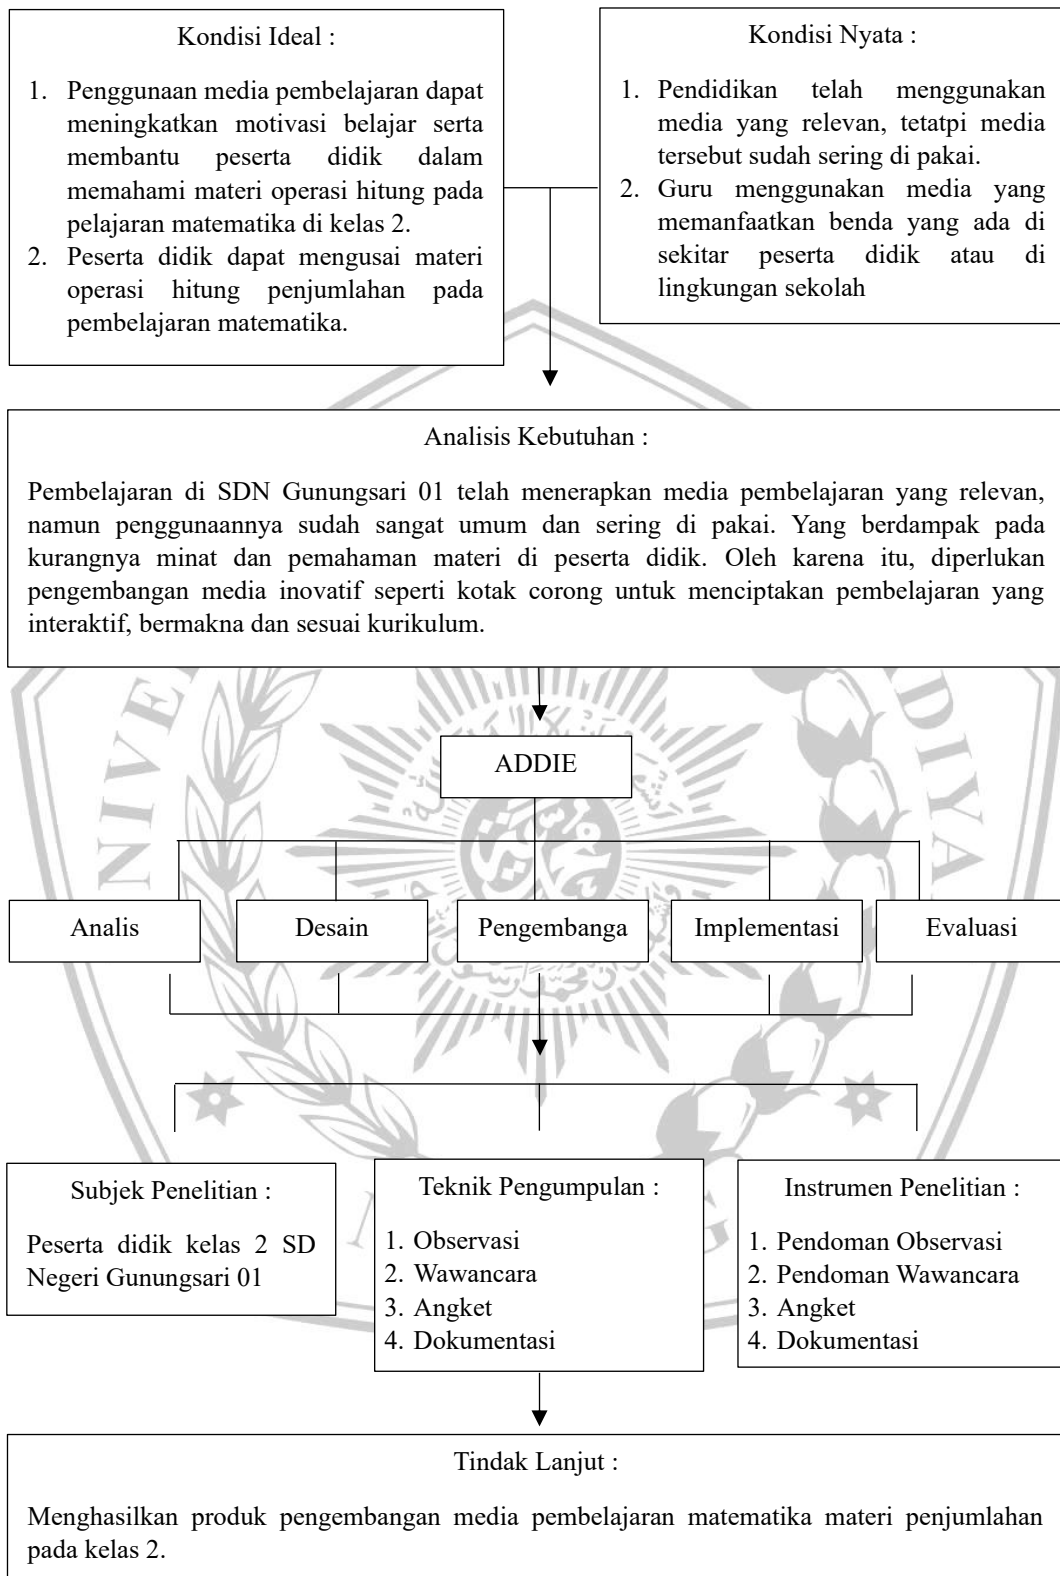 Kondisi Ideal :
1. Penggunaan media pembelajaran dapat
meningkatkan motivasi belajar serta
membantu peserta didik dalam
memahami materi operasi hitung pada
pelajaran matematika di kelas 2.
2. Peserta didik dapat mengusai materi
operasi hitung penjumlahan pada
pembelajaran matematika.
Kondisi Nyata :
1. Pendidikan telah menggunakan
media yang relevan, tetatpi media
tersebut sudah sering di pakai.
2. Guru menggunakan media yang
memanfaatkan benda yang ada di
sekitar peserta didik atau di
lingkungan sekolah
Analisis Kebutuhan :
Pembelajaran di SDN Gunungsari 01 telah menerapkan media pembelajaran yang relevan,
namun penggunaannya sudah sangat umum dan sering di pakai. Yang berdampak pada
kurangnya minat dan pemahaman materi di peserta didik. Oleh karena itu, diperlukan
pengembangan media inovatif seperti kotak corong untuk menciptakan pembelajaran yang
interaktif, bermakna dan sesuai kurikulum.
ADDIE
Analis
Desain
Pengembanga
Implementasi
Evaluasi
Subjek Penelitian :
Peserta didik kelas 2 SD
Negeri Gunungsari 01
Teknik Pengumpulan :
1. Observasi
2. Wawancara
3. Angket
4. Dokumentasi
Instrumen Penelitian :
1. Pendoman Observasi
2. Pendoman Wawancara
3. Angket
4. Dokumentasi
Tindak Lanjut :
Menghasilkan produk pengembangan media pembelajaran matematika materi penjumlahan
pada kelas 2.